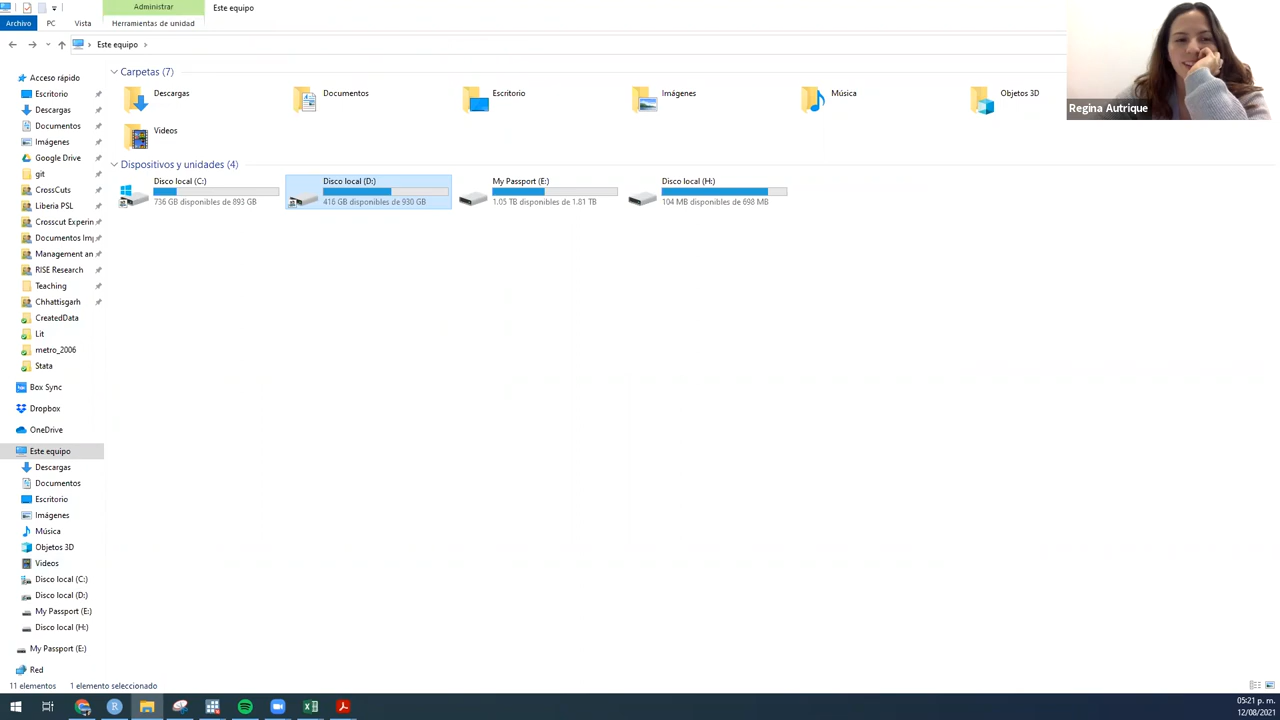 Administrar
Este equipo
Archivo
PC
Vista
Herramientas de unidad
Este equipo
Regina Autrique
Acceso rápido
Escritorio
Descargas
Documentos
Imágenes
Google Drive
git
CrossCuts
Liberia PSL
Crosscut Experin
Documentos Imp
Management an
RISE Research
Teaching
Chhattisgarh
CreatedData
Lit
metro_2006
Stata
Box Sync
Dropbox
OneDrive
Este equipo
Descargas
Documentos
Escritorio
Imágenes
Música
Objetos 3D
Videos
Disco local (C:)
Disco local (D:)
My Passport (E:)
Disco local (H:)
My Passport (E:)
Red
Carpetas (7)
Descargas
Documentos
Escritorio
Imágenes
Música
Objetos 3D
Videos
Dispositivos y unidades (4)
Disco local (C:)
736 GB disponibles de 893 GB
Disco local (D:)
416 GB disponibles de 930 GB
My Passport (E:)
1.05 TB disponibles de 1.81 TB
Disco local (H:)
104 MB disponibles de 698 MB
11 elementos
1 elemento seleccionado
05:21 p. m.
12/08/2021